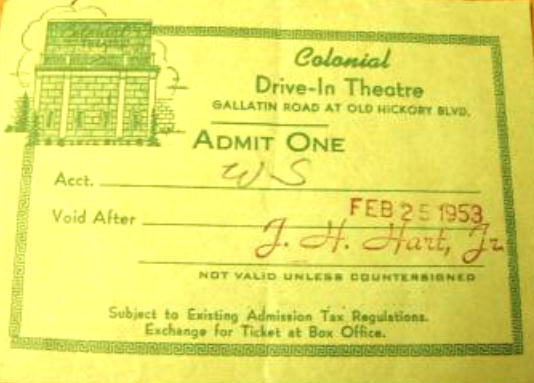 Colonial
Drive-In Theatre
GALLATIN ROAD AT OLD HICKORY BLVD.
ADMIT ONE
Acct. WS
Void After FEB 25 1953
J. H. Hart, Jr.
NOT VALID UNLESS COUNTERSIGNED
Subject to Existing Admission Tax Regulations.
Exchange for Ticket at Box Office.